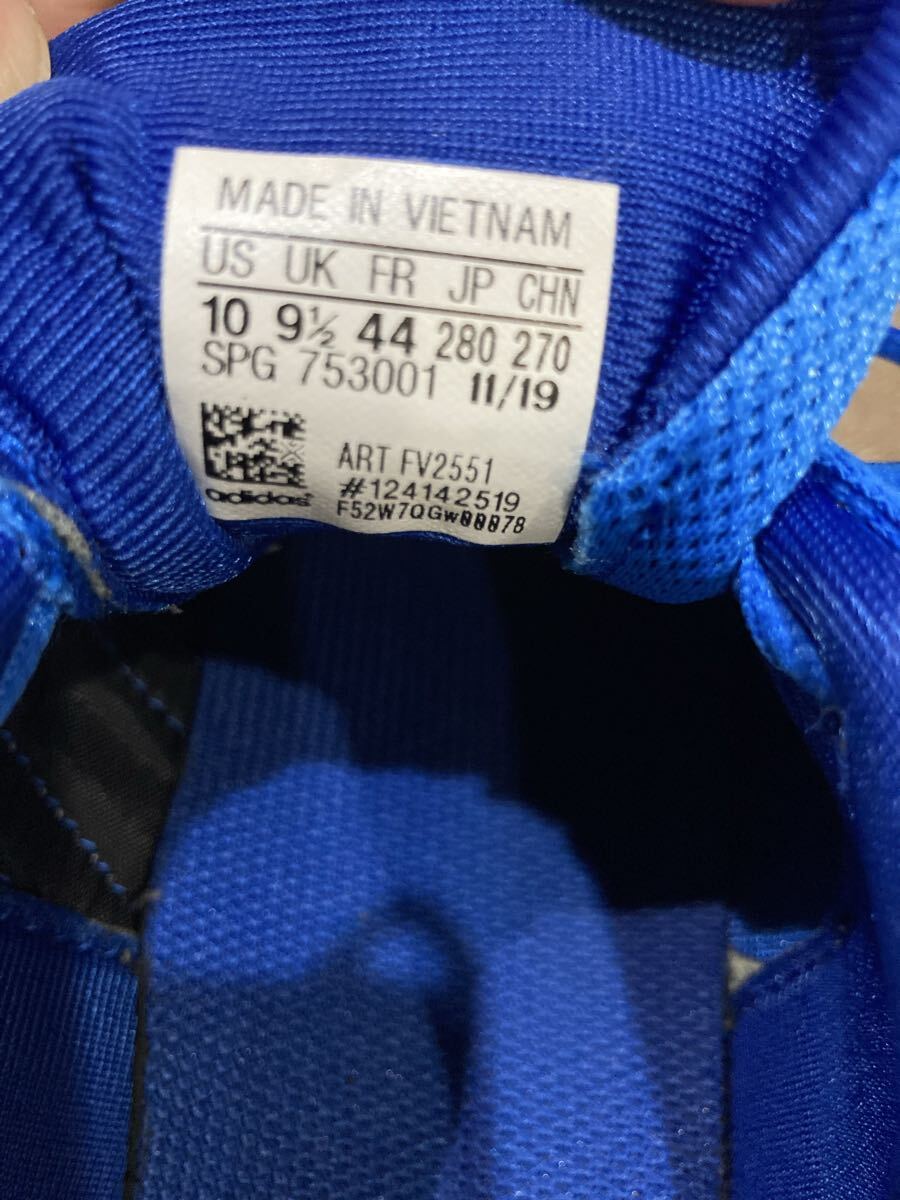 MADE IN VIETNAM
US UK FR JP CHN
10 9½ 44 280 270
SPG 753001 11/19
ART FV2551
#124142519
F52W7QGW00078
adidas